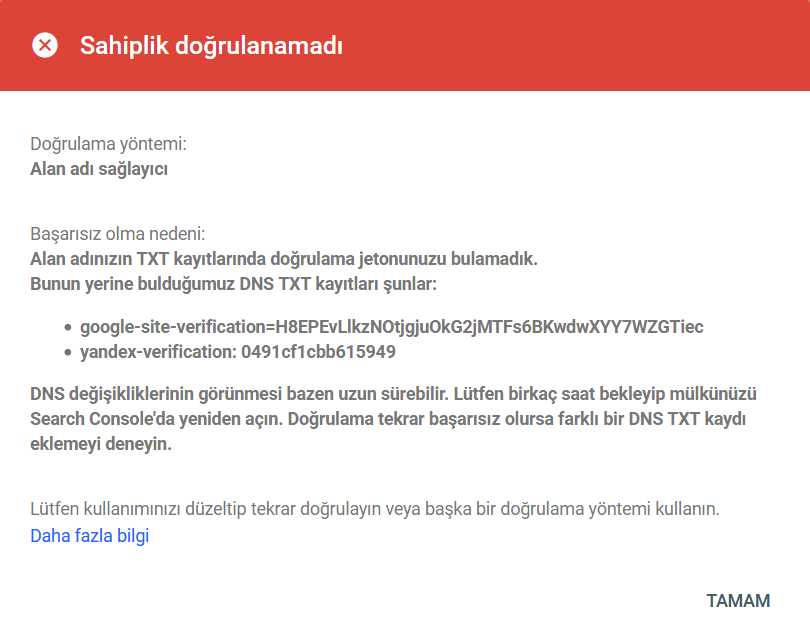 Sahiplik doğrulanamadı
Doğrulama yöntemi:
Alan adı sağlayıcı
Başarısız olma nedeni:
Alan adınızın TXT kayıtlarında doğrulama jetonunuzu bulamadık.
Bunun yerine bulduğumuz DNS TXT kayıtları şunlar:
• google-site-verification=H8EPEvLlkzNOtjgjuOkG2jMTFs6BKwdwXYY7WZGTiec
• yandex-verification: 0491cf1cbb615949
DNS değişikliklerinin görünmesi bazen uzun sürebilir. Lütfen birkaç saat bekleyip mülkünüzü
Search Console'da yeniden açın. Doğrulama tekrar başarısız olursa farklı bir DNS TXT kaydı
eklemeyi deneyin.
Lütfen kullanımınızı düzeltip tekrar doğrulayın veya başka bir doğrulama yöntemi kullanın.
Daha fazla bilgi
TAMAM